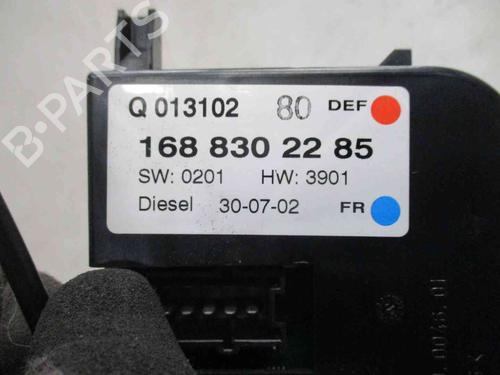 B-PARTS
Q 013102 80 DEF
168 830 22 85
SW: 0201 HW: 3901
Diesel 30-07-02 FR